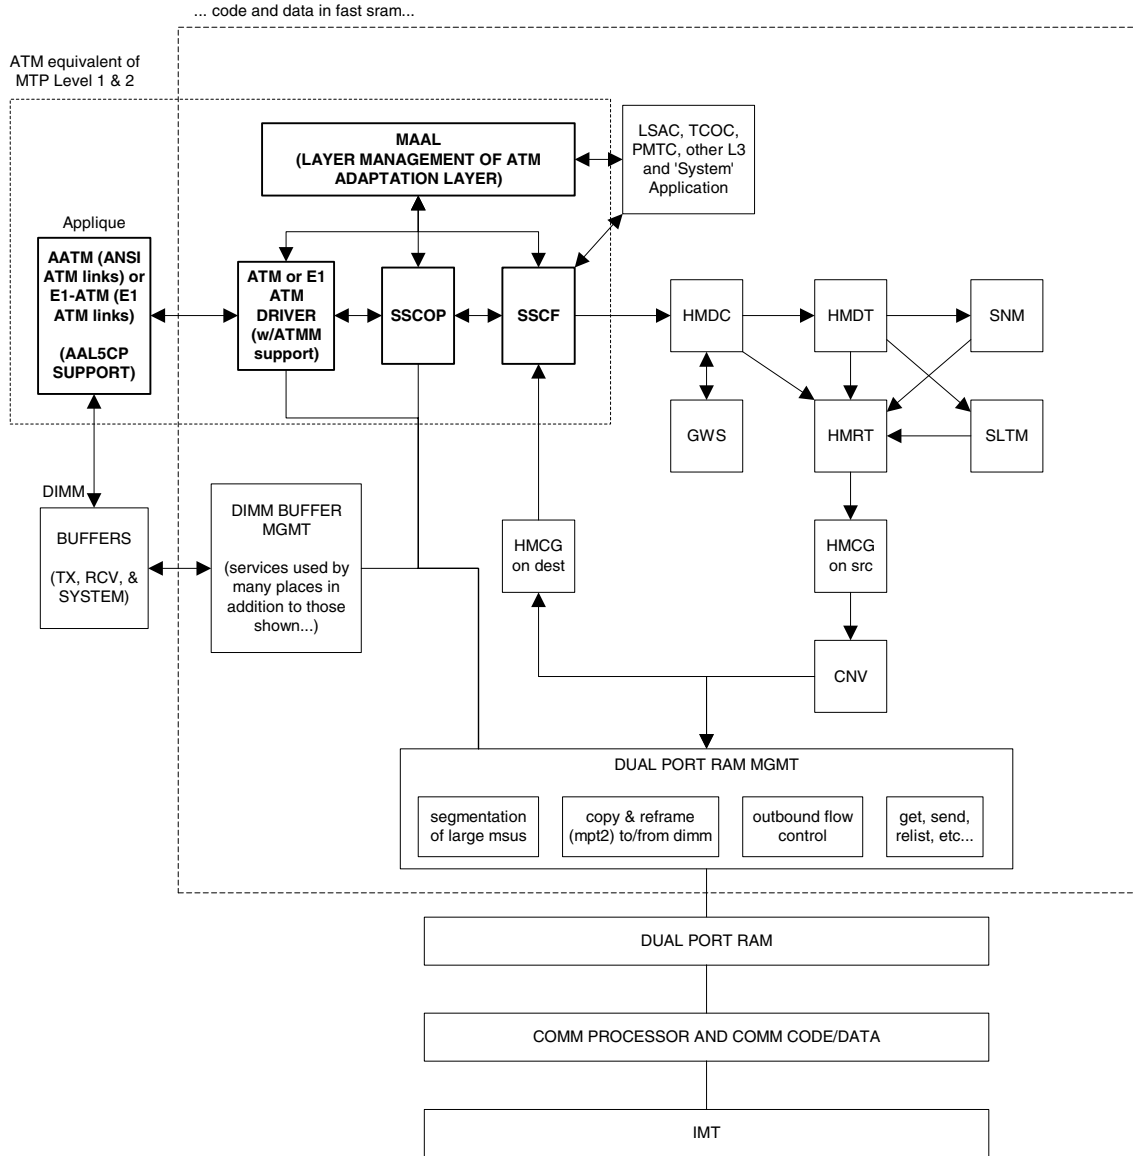 ... code and data in fast sram...
ATM equivalent of
MTP Level 1 & 2
MAAL
(LAYER MANAGEMENT OF ATM
ADAPTATION LAYER)
LSAC, TCOC,
PMTC, other L3
and 'System'
Application
Applique
AATM (ANSI
ATM links) or
E1-ATM (E1
ATM links)
(AAL5CP
SUPPORT)
ATM or E1
ATM
DRIVER
(w/ATMM
support)
SSCOP
SSCF
HMDC
HMDT
SNM
GWS
HMRT
SLTM
DIMM
BUFFERS
(TX, RCV, &
SYSTEM)
DIMM BUFFER
MGMT
(services used by
many places in
addition to those
shown...)
HMCG
on dest
HMCG
on src
CNV
DUAL PORT RAM MGMT
segmentation
of large msus
copy & reframe
(mpt2) to/from dimm
outbound flow
control
get, send,
relist, etc...
DUAL PORT RAM
COMM PROCESSOR AND COMM CODE/DATA
IMT